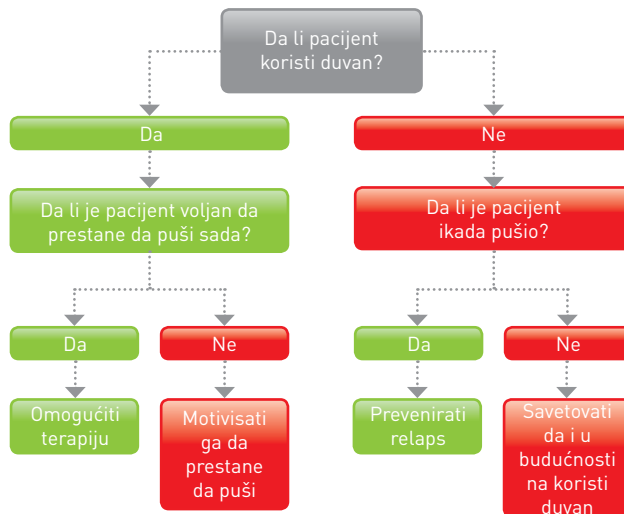 Da li pacijent
koristi duvan?
Da
Ne
Da li je pacijent voljan da
prestane da puši sada?
Da li je pacijent
ikada pušio?
Da
Ne
Da
Ne
Omogućiti
terapiju
Motivisati
ga da
prestane
da puši
Prevenirati
relaps
Savetovati
da i u
budućnosti
na koristi
duvan